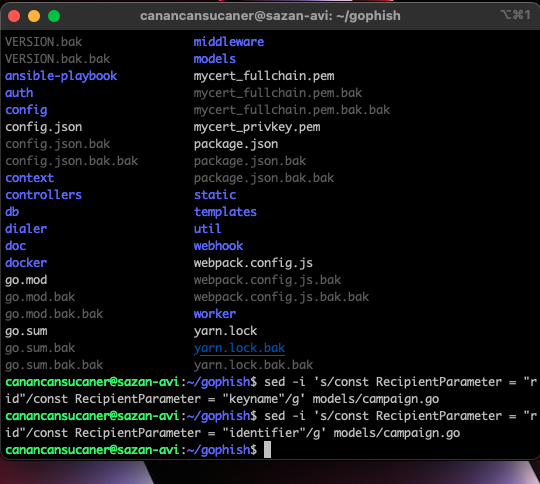 canancansucaner@sazan-avi: ~/gophish
⌥⌘1
VERSION.bak middleware
VERSION.bak.bak models
ansible-playbook mycert_fullchain.pem
auth mycert_fullchain.pem.bak
config mycert_fullchain.pem.bak.bak
config.json mycert_privkey.pem
config.json.bak package.json
config.json.bak.bak package.json.bak
context package.json.bak.bak
controllers static
db templates
dialer util
doc webhook
docker webpack.config.js
go.mod webpack.config.js.bak
go.mod.bak webpack.config.js.bak.bak
go.mod.bak.bak worker
go.sum yarn.lock
go.sum.bak yarn.lock.bak
go.sum.bak.bak yarn.lock.bak.bak
canancansucaner@sazan-avi:~/gophish$ sed -i 's/const RecipientParameter = "r
id"/const RecipientParameter = "keyname"/g' models/campaign.go
canancansucaner@sazan-avi:~/gophish$ sed -i 's/const RecipientParameter = "r
id"/const RecipientParameter = "identifier"/g' models/campaign.go
canancansucaner@sazan-avi:~/gophish$